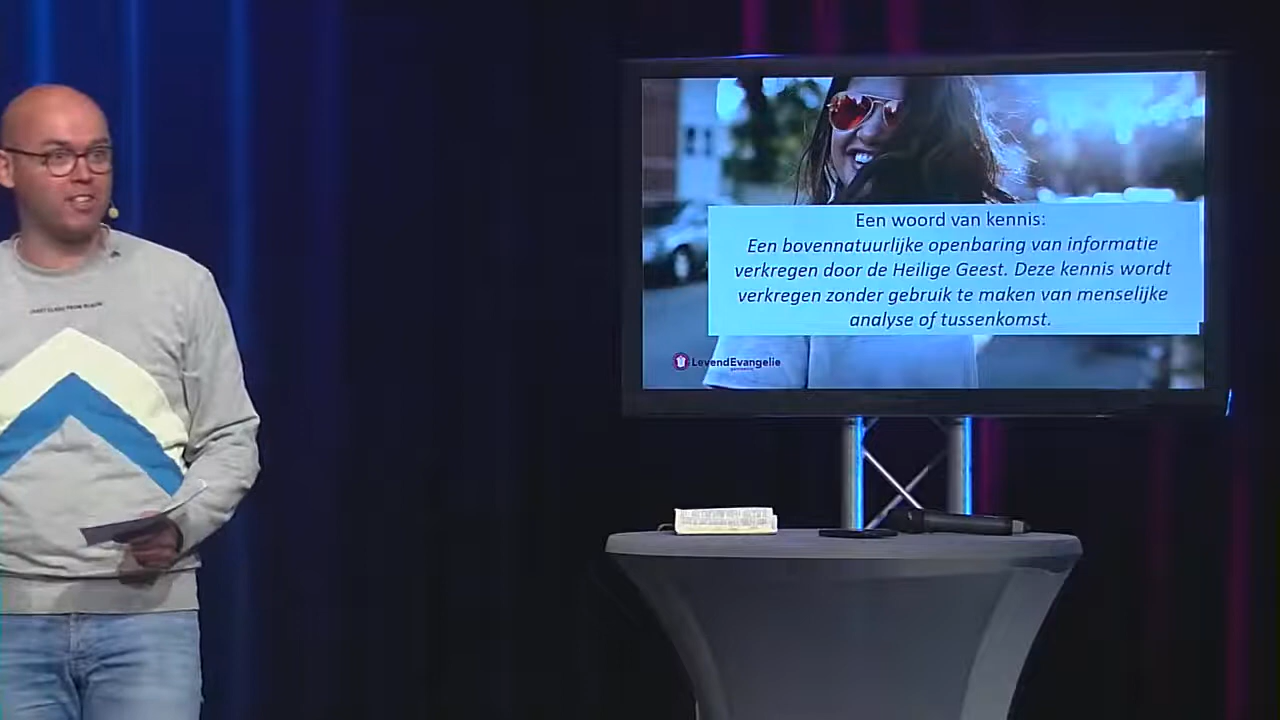 Een woord van kennis:
Een bovennatuurlijke openbaring van informatie
verkregen door de Heilige Geest. Deze kennis wordt
verkregen zonder gebruik te maken van menselijke
analyse of tussenkomst.
LevendEvangelie